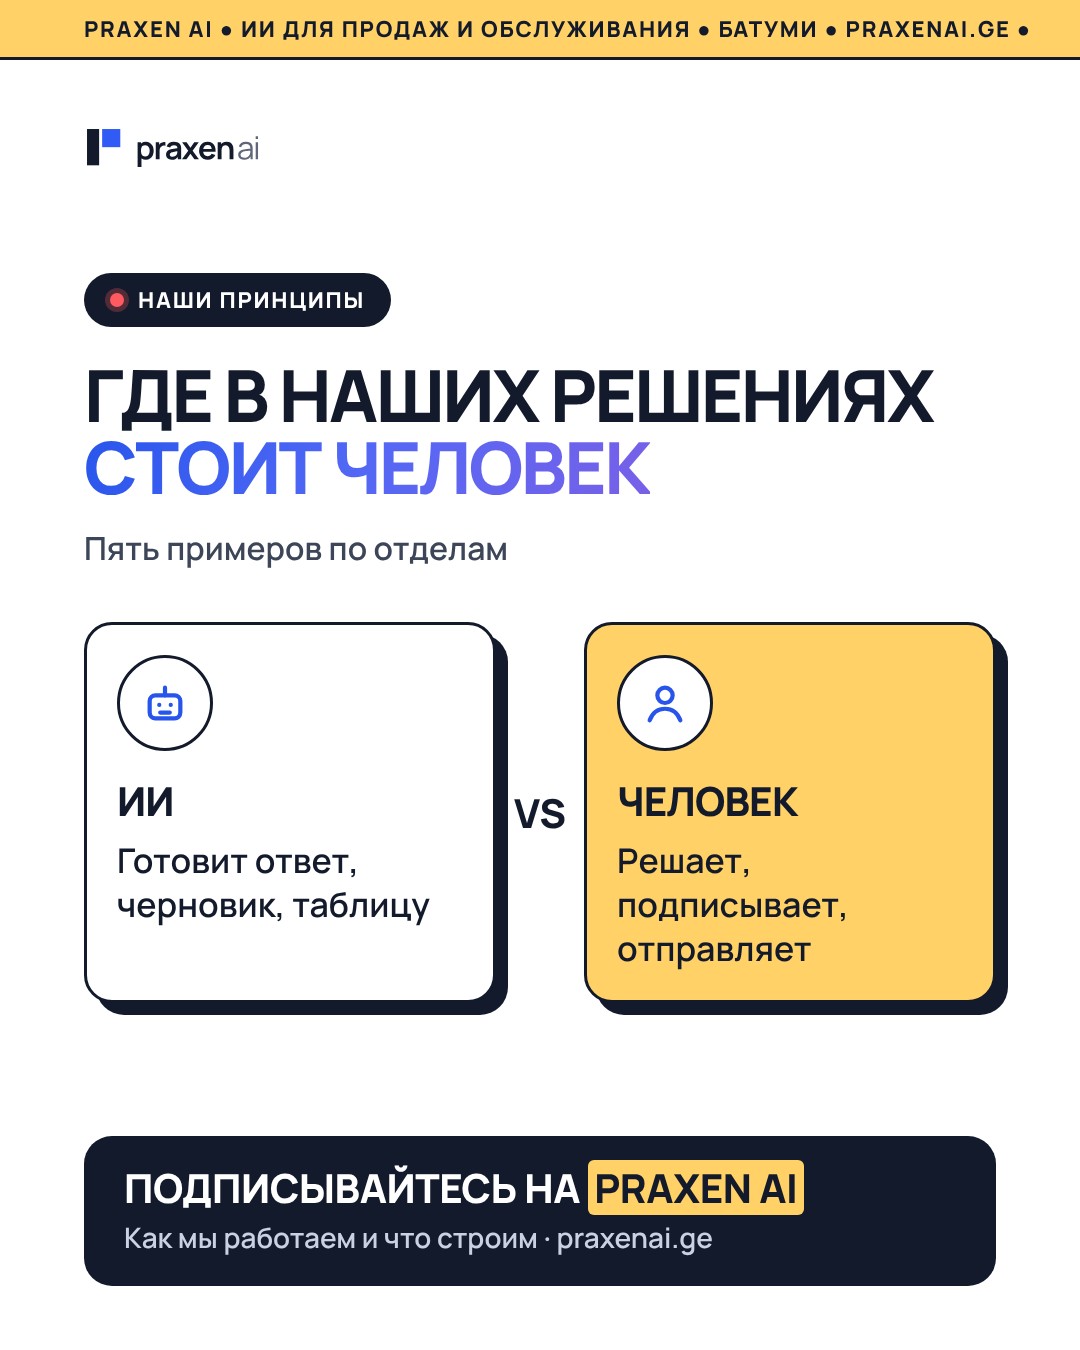 PRAXEN AI ● ИИ ДЛЯ ПРОДАЖ И ОБСЛУЖИВАНИЯ ● БАТУМИ ● PRAXENAI.GE ●
praxen ai
НАШИ ПРИНЦИПЫ
ГДЕ В НАШИХ РЕШЕНИЯХ
СТОИТ ЧЕЛОВЕК
Пять примеров по отделам
ИИ
Готовит ответ,
черновик, таблицу
VS
ЧЕЛОВЕК
Решает,
подписывает,
отправляет
ПОДПИСЫВАЙТЕСЬ НА PRAXEN AI
Как мы работаем и что строим · praxenai.ge